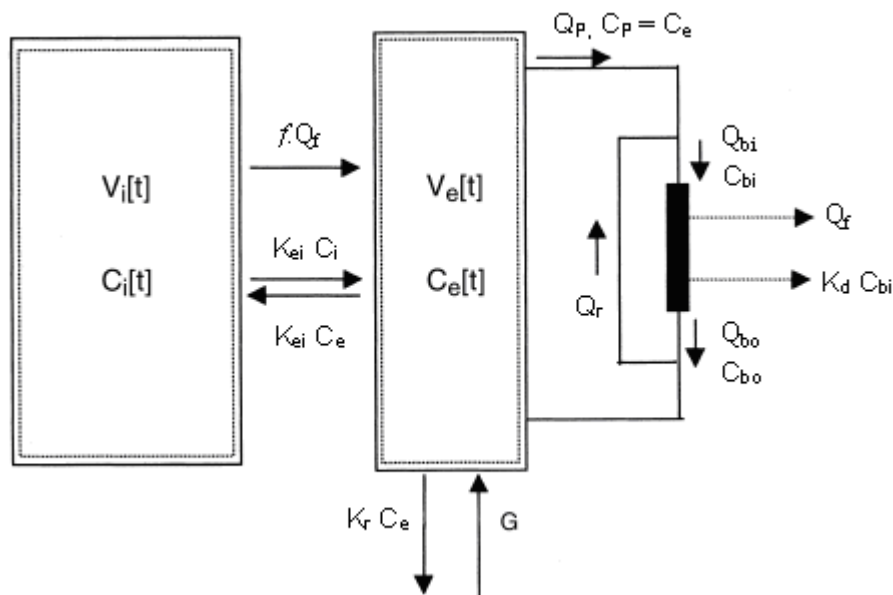 Qp, Cp = Ce
f.Qf
Qbi
Cbi
Vi[t]
Ve[t]
Qf
Kei Ci
Ci[t]
Ce[t]
Kd Cbi
Qr
Kei Ce
Qbo
Cbo
Kr Ce
G